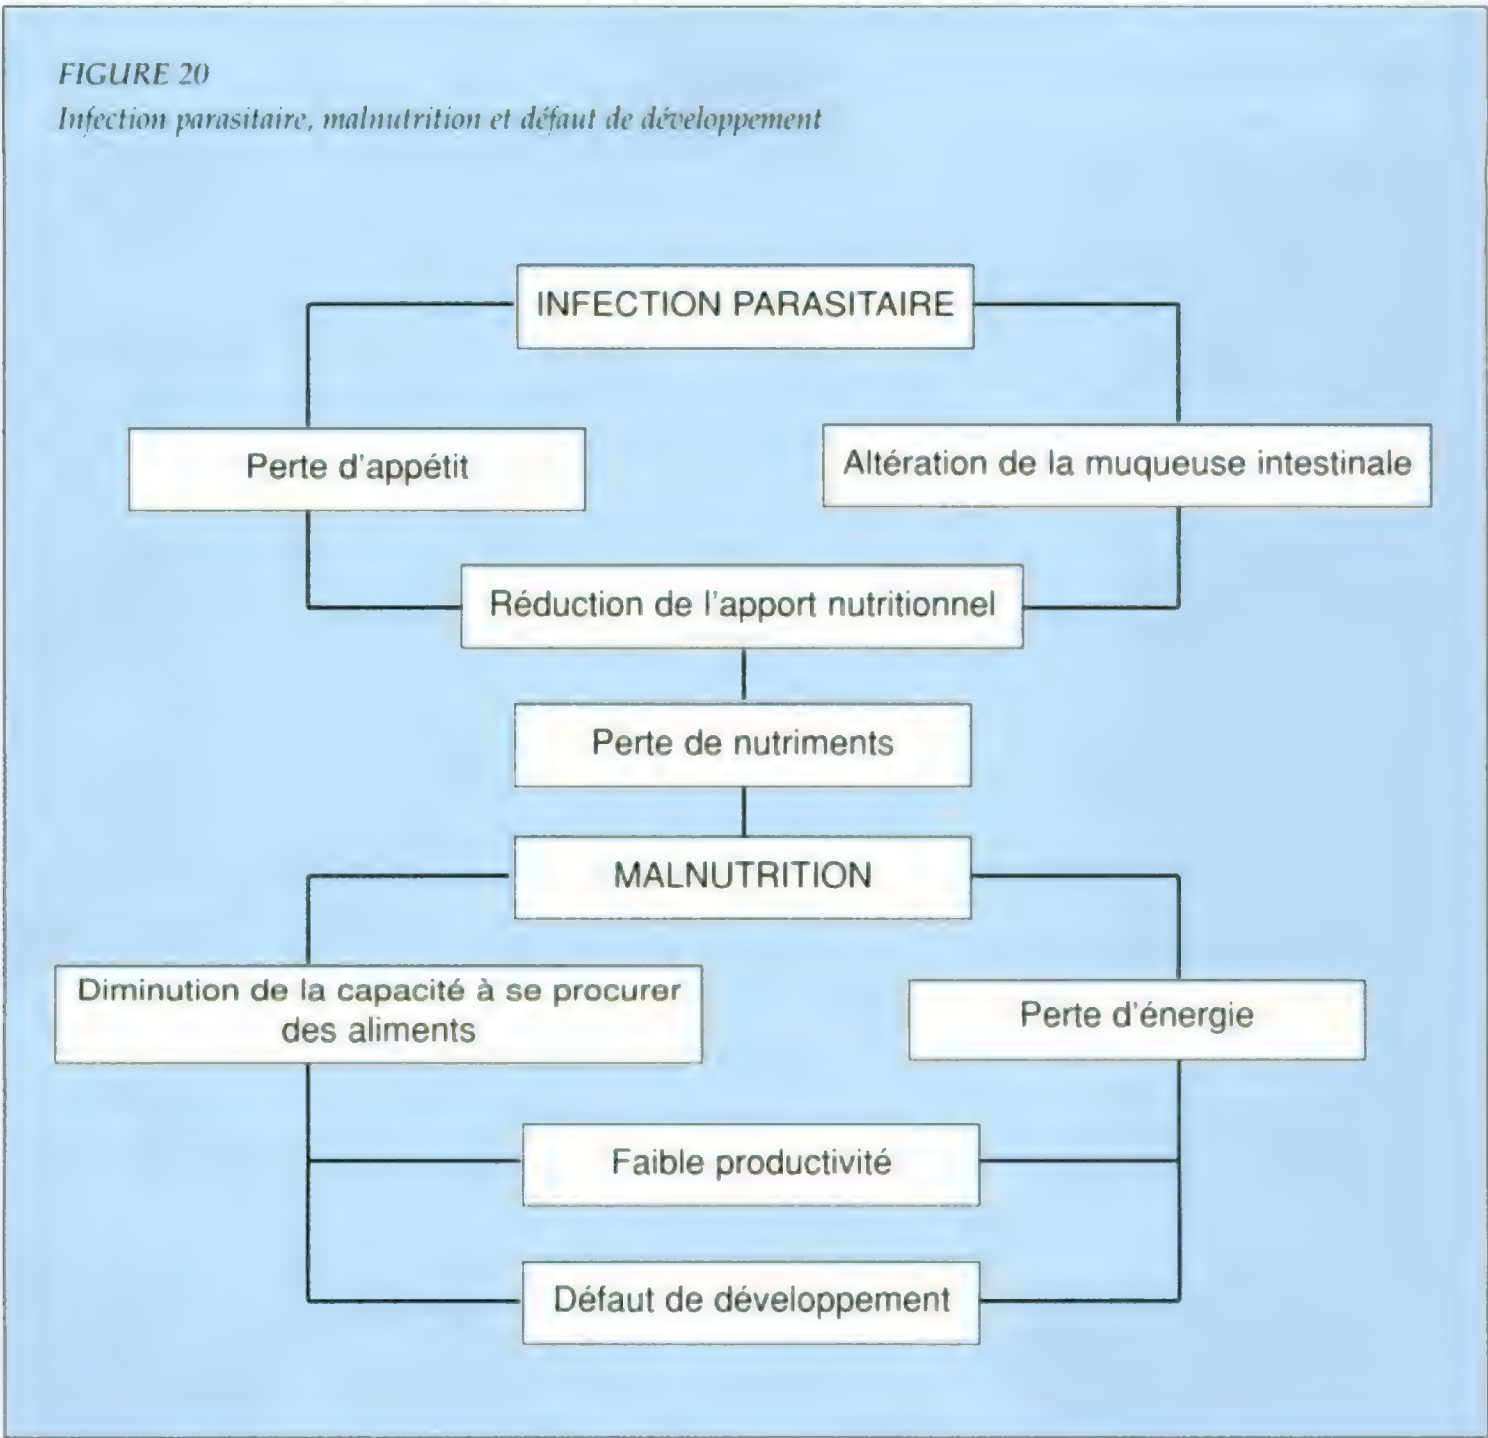 FIGURE 20
Infection parasitaire, malnutrition et défaut de développement
INFECTION PARASITAIRE
Perte d'appétit
Altération de la muqueuse intestinale
Réduction de l'apport nutritionnel
Perte de nutriments
MALNUTRITION
Diminution de la capacité à se procurer
des aliments
Perte d'énergie
Faible productivité
Défaut de développement